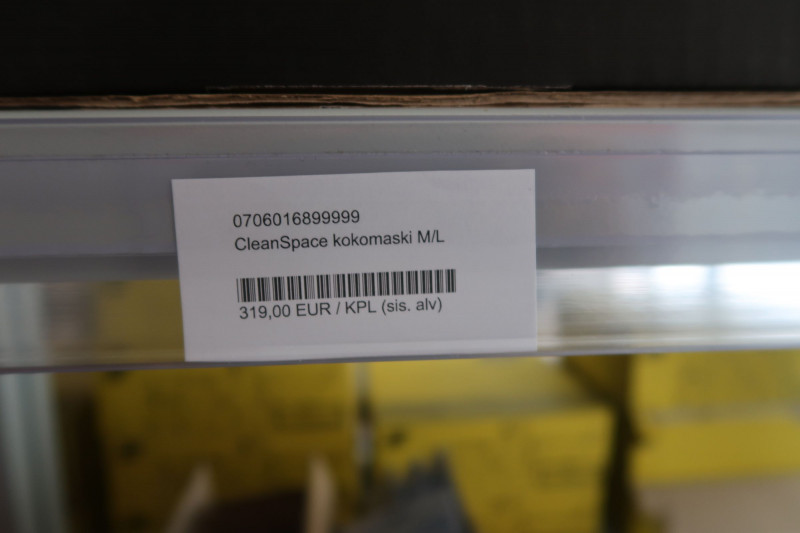 0706016899999
CleanSpace kokomaski M/L
319,00 EUR / KPL (sis. alv)